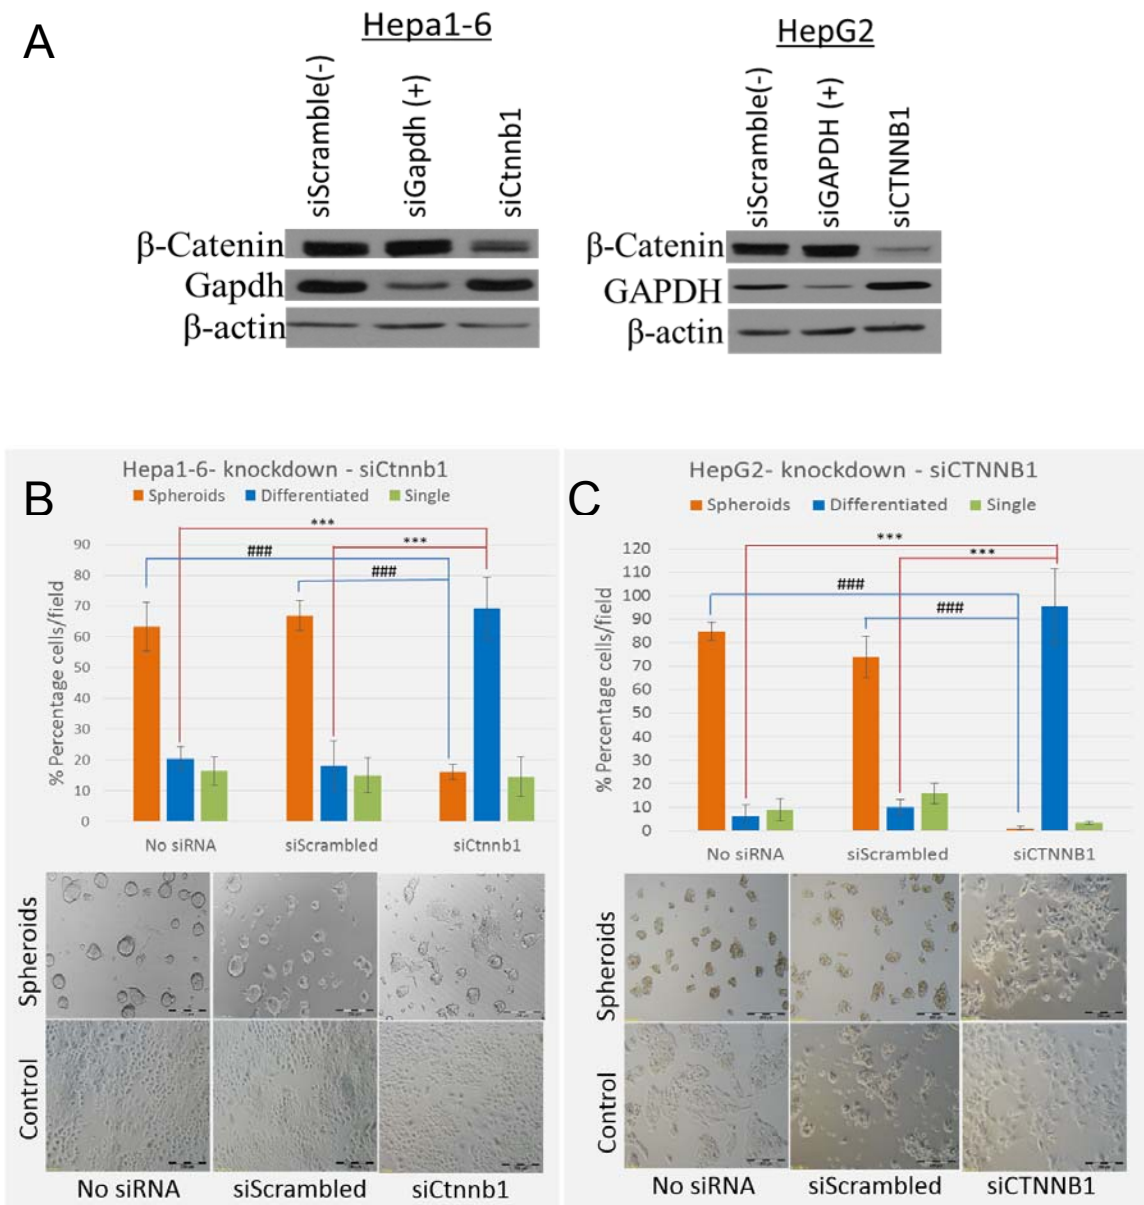 A
Hepa1-6
HepG2
siScramble(-)
siGapdh (+)
siCtnnb1
siScramble(-)
siGAPDH (+)
siCTNNB1
β-Catenin
Gapdh
β-actin
β-Catenin
GAPDH
β-actin
B
Hepa1-6- knockdown - siCtnnb1
Spheroids Differentiated Single
% Percentage cells/field
90
80
70
60
50
40
30
20
10
0
***
***
###
###
No siRNA siScrambled siCtnnb1
Spheroids
Control
No siRNA siScrambled siCtnnb1
C
HepG2- knockdown - siCTNNB1
Spheroids Differentiated Single
% Percentage cells/field
120
110
100
90
80
70
60
50
40
30
20
10
0
***
***
###
###
No siRNA siScrambled siCTNNB1
Spheroids
Control
No siRNA siScrambled siCTNNB1